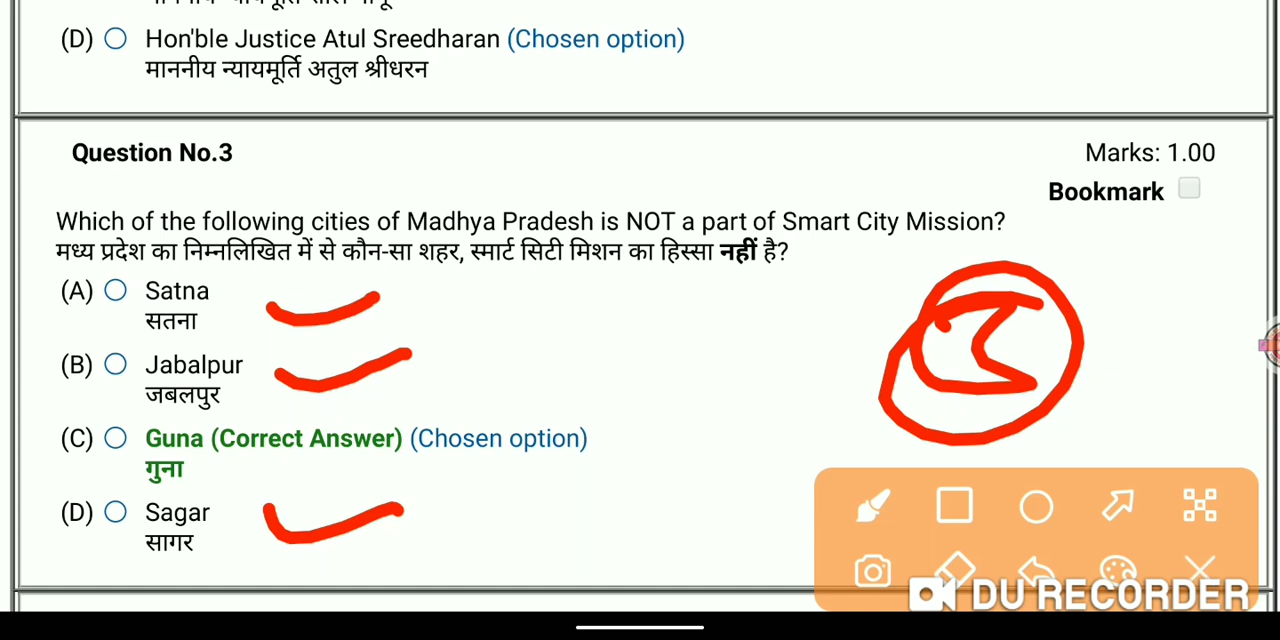 (D) Hon'ble Justice Atul Sreedharan (Chosen option)
माननीय न्यायमूर्ति अतुल श्रीधरन
Question No.3
Marks: 1.00
Bookmark
Which of the following cities of Madhya Pradesh is NOT a part of Smart City Mission?
मध्य प्रदेश का निम्नलिखित में से कौन-सा शहर, स्मार्ट सिटी मिशन का हिस्सा नहीं है?
(A) Satna
सतना
(B) Jabalpur
जबलपुर
(C) Guna (Correct Answer) (Chosen option)
गुना
(D) Sagar
सागर
DU RECORDER